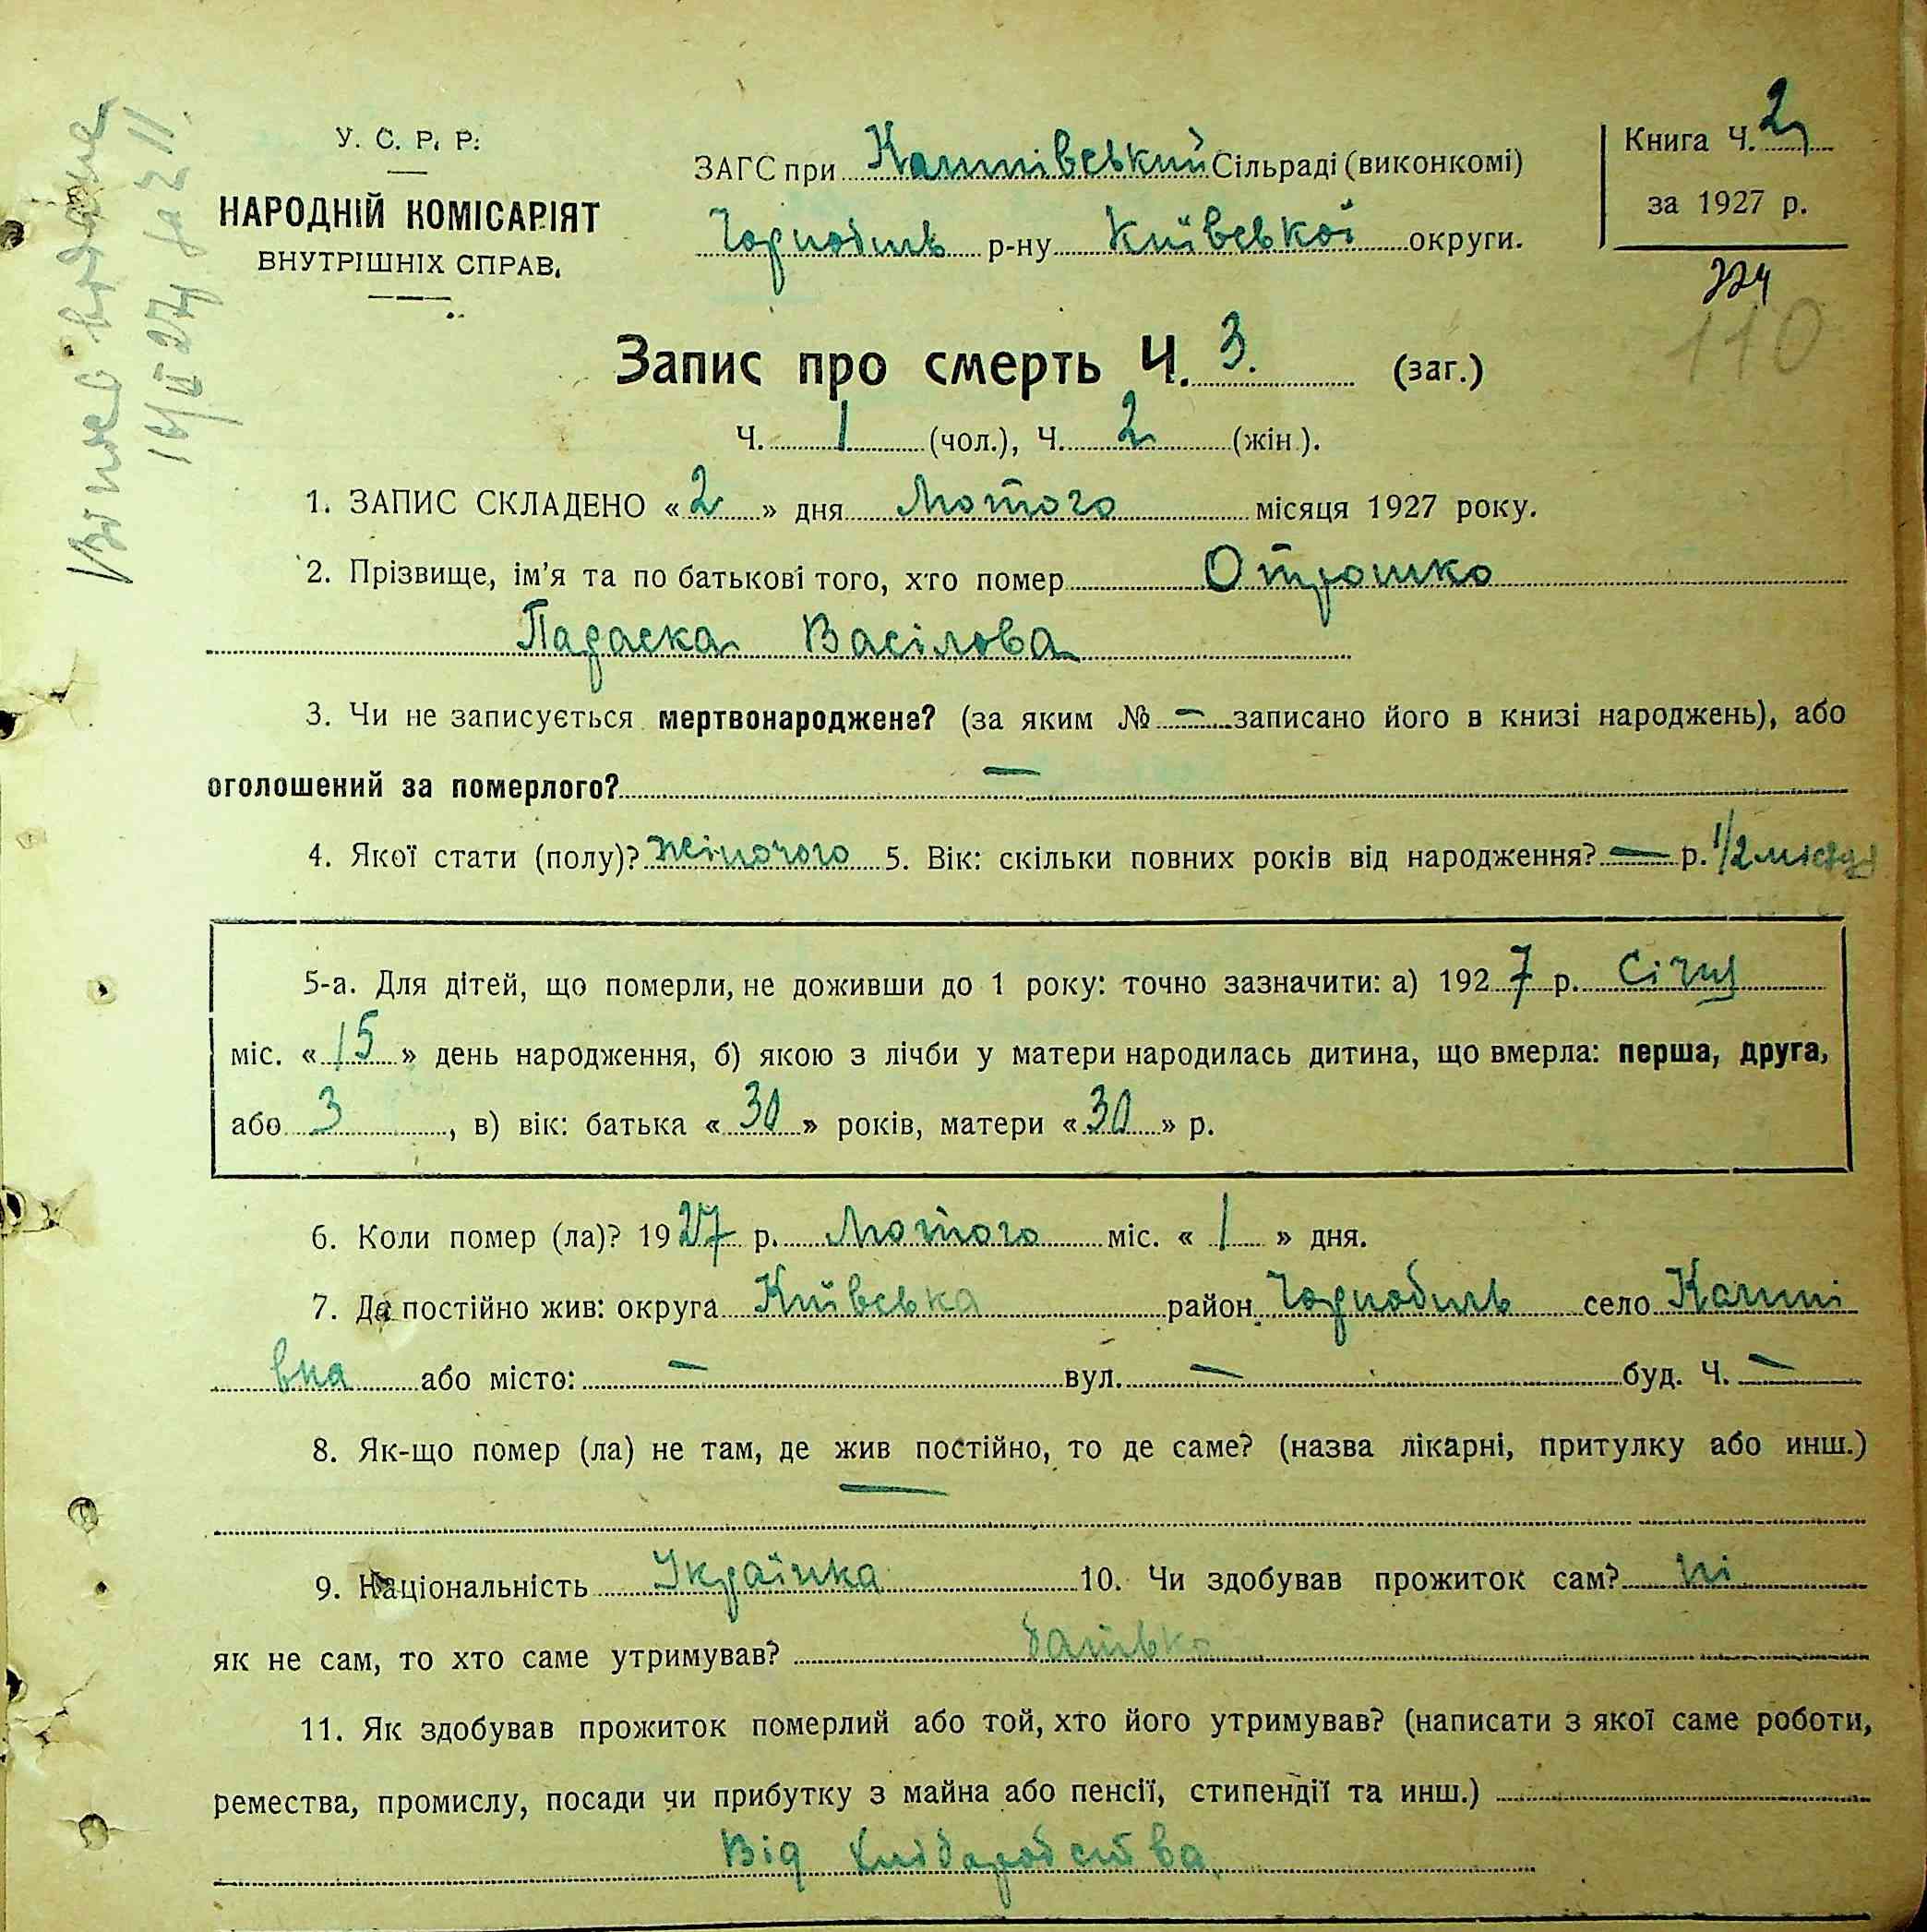 У. С. Р. Р.
НАРОДНІЙ КОМІСАРІЯТ
ВНУТРІШНІХ СПРАВ.
ЗАГС при Сільраді (виконкомі)
Чорнобиль р-ну Київської округи.
Книга Ч. 2
за 1927 р.
224
110
Запис про смерть Ч. 3. (заг.)
Ч. 1 (чол.), Ч. 2 (жін.).
1. ЗАПИС СКЛАДЕНО «2» дня Лютого місяця 1927 року.
2. Прізвище, ім'я та по батькові того, хто помер Отрошко
Параска Васілова
3. Чи не записується мертвонароджене? (за яким № — записано його в книзі народжень), або
оголошений за померлого? —
4. Якої стати (полу)? жіночого 5. Вік: скільки повних років від народження? — р. 1/2 місяця
5-а. Для дітей, що померли, не доживши до 1 року: точно зазначити: а) 1927 р. Січня
міс. «15» день народження, б) якою з лічби у матери народилась дитина, що вмерла: перша, друга,
або 3, в) вік: батька «30» років, матери «30» р.
6. Коли помер (ла)? 1927 р. Лютого міс. «1» дня.
7. Де постійно жив: округа Київська район Чорнобиль село
або місто: — вул. — буд. Ч. —
8. Як-що помер (ла) не там, де жив постійно, то де саме? (назва лікарні, притулку або инш.)
—
9. Національність Українка 10. Чи здобував прожиток сам? ні
як не сам, то хто саме утримував? батько
11. Як здобував прожиток померлий або той, хто його утримував? (написати з якої саме роботи,
ремества, промислу, посади чи прибутку з майна або пенсії, стипендії та инш.)
Від